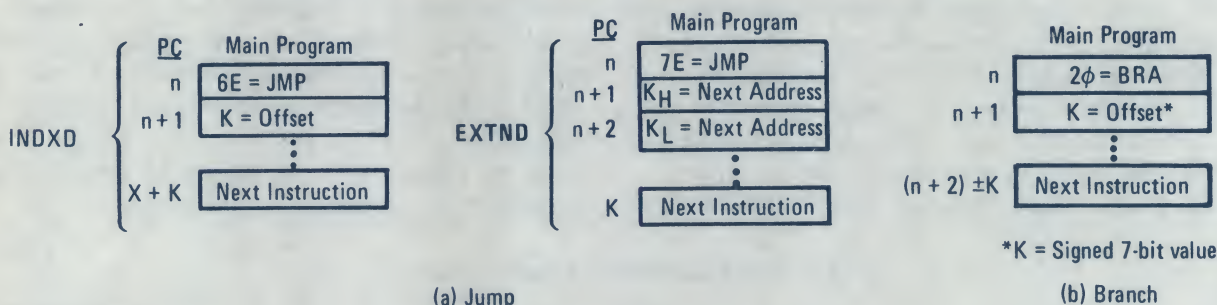 INDXD
PC Main Program
n 6E = JMP
n + 1 K = Offset
X + K Next Instruction
EXTND
PC Main Program
n 7E = JMP
n + 1 KH = Next Address
n + 2 KL = Next Address
K Next Instruction
(a) Jump
Main Program
n 2ϕ = BRA
n + 1 K = Offset*
(n + 2) ±K Next Instruction
*K = Signed 7-bit value
(b) Branch